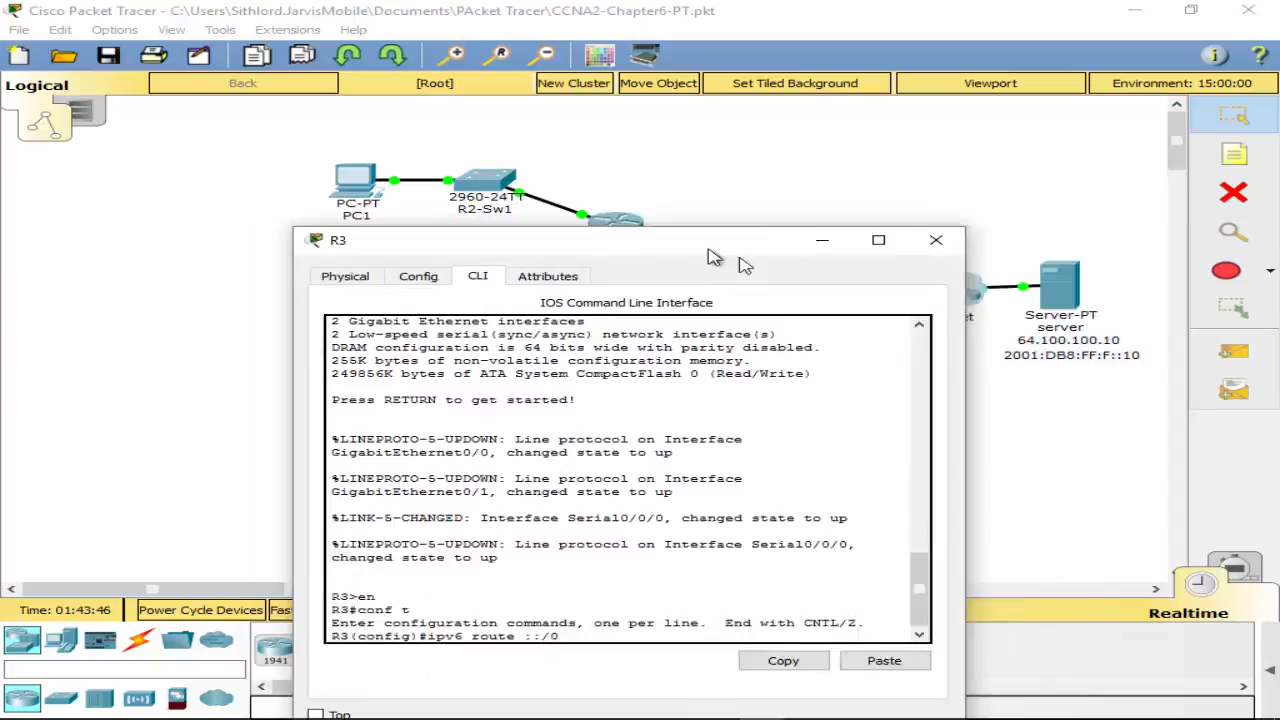 Cisco Packet Tracer - C:\Users\Sithlord.JarvisMobile\Documents\PAcket Tracer\CCNA2-Chapter6-PT.pkt
File Edit Options View Tools Extensions Help
Logical Back [Root] New Cluster Move Object Set Tiled Background Viewport Environment: 15:00:00
PC-PT
PC1
2960-24TT
R2-Sw1
R3
Physical Config CLI Attributes
IOS Command Line Interface
2 Gigabit Ethernet interfaces
2 Low-speed serial(sync/async) network interface(s)
DRAM configuration is 64 bits wide with parity disabled.
255K bytes of non-volatile configuration memory.
249856K bytes of ATA System CompactFlash 0 (Read/Write)
Press RETURN to get started!
%LINEPROTO-5-UPDOWN: Line protocol on Interface
GigabitEthernet0/0, changed state to up
%LINEPROTO-5-UPDOWN: Line protocol on Interface
GigabitEthernet0/1, changed state to up
%LINK-5-CHANGED: Interface Serial0/0/0, changed state to up
%LINEPROTO-5-UPDOWN: Line protocol on Interface Serial0/0/0,
changed state to up
R3>en
R3#conf t
Enter configuration commands, one per line. End with CNTL/Z.
R3(config)#ipv6 route ::/0
Copy Paste
Top
Server-PT
server
64.100.100.10
2001:DB8:FF:F::10
Time: 01:43:46 Power Cycle Devices Fas
Realtime
1941